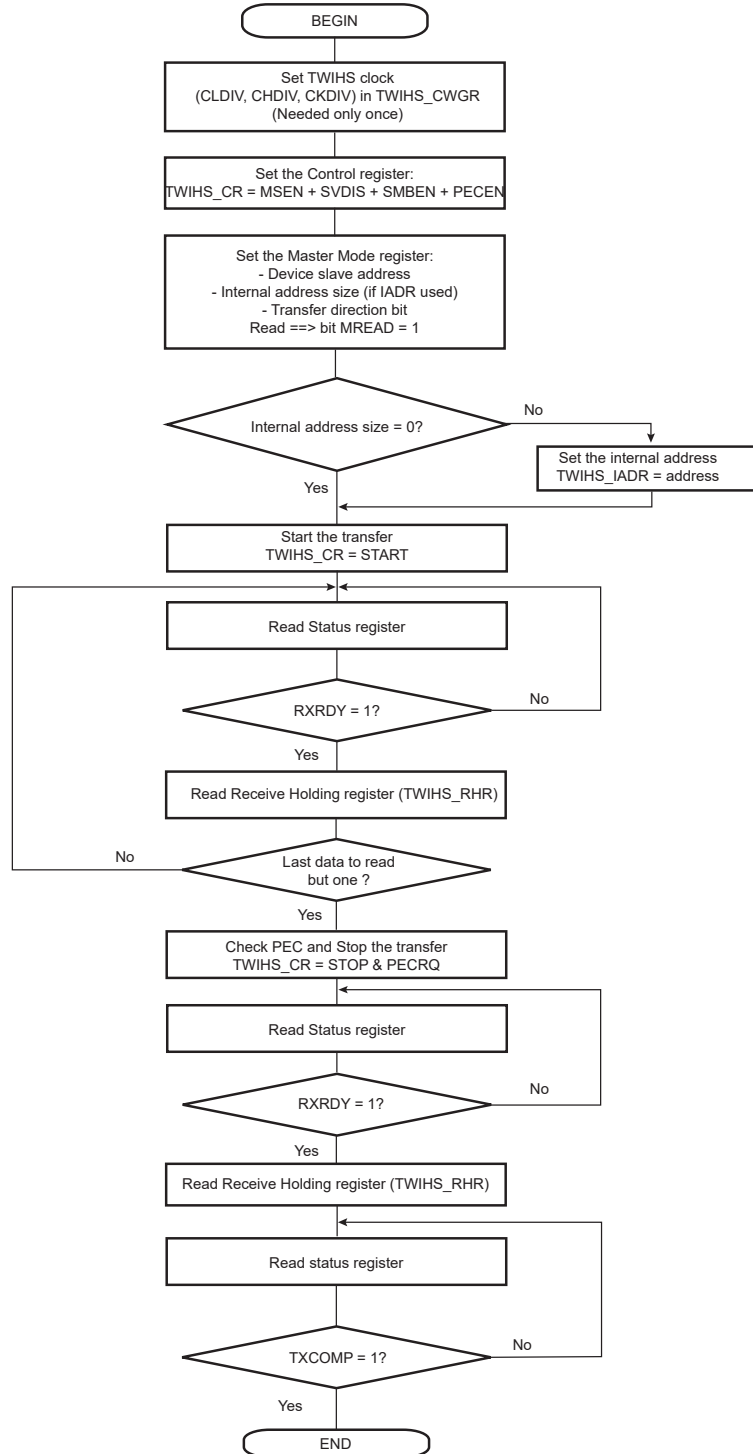 BEGIN
Set TWIHS clock
(CLDIV, CHDIV, CKDIV) in TWIHS_CWGR
(Needed only once)
Set the Control register:
TWIHS_CR = MSEN + SVDIS + SMBEN + PECEN
Set the Master Mode register:
- Device slave address
- Internal address size (if IADR used)
- Transfer direction bit
Read ==> bit MREAD = 1
Internal address size = 0?
No
Set the internal address
TWIHS_IADR = address
Yes
Start the transfer
TWIHS_CR = START
Read Status register
RXRDY = 1?
No
Yes
Read Receive Holding register (TWIHS_RHR)
Last data to read
but one ?
No
Yes
Check PEC and Stop the transfer
TWIHS_CR = STOP & PECRQ
Read Status register
RXRDY = 1?
No
Yes
Read Receive Holding register (TWIHS_RHR)
Read status register
TXCOMP = 1?
No
Yes
END